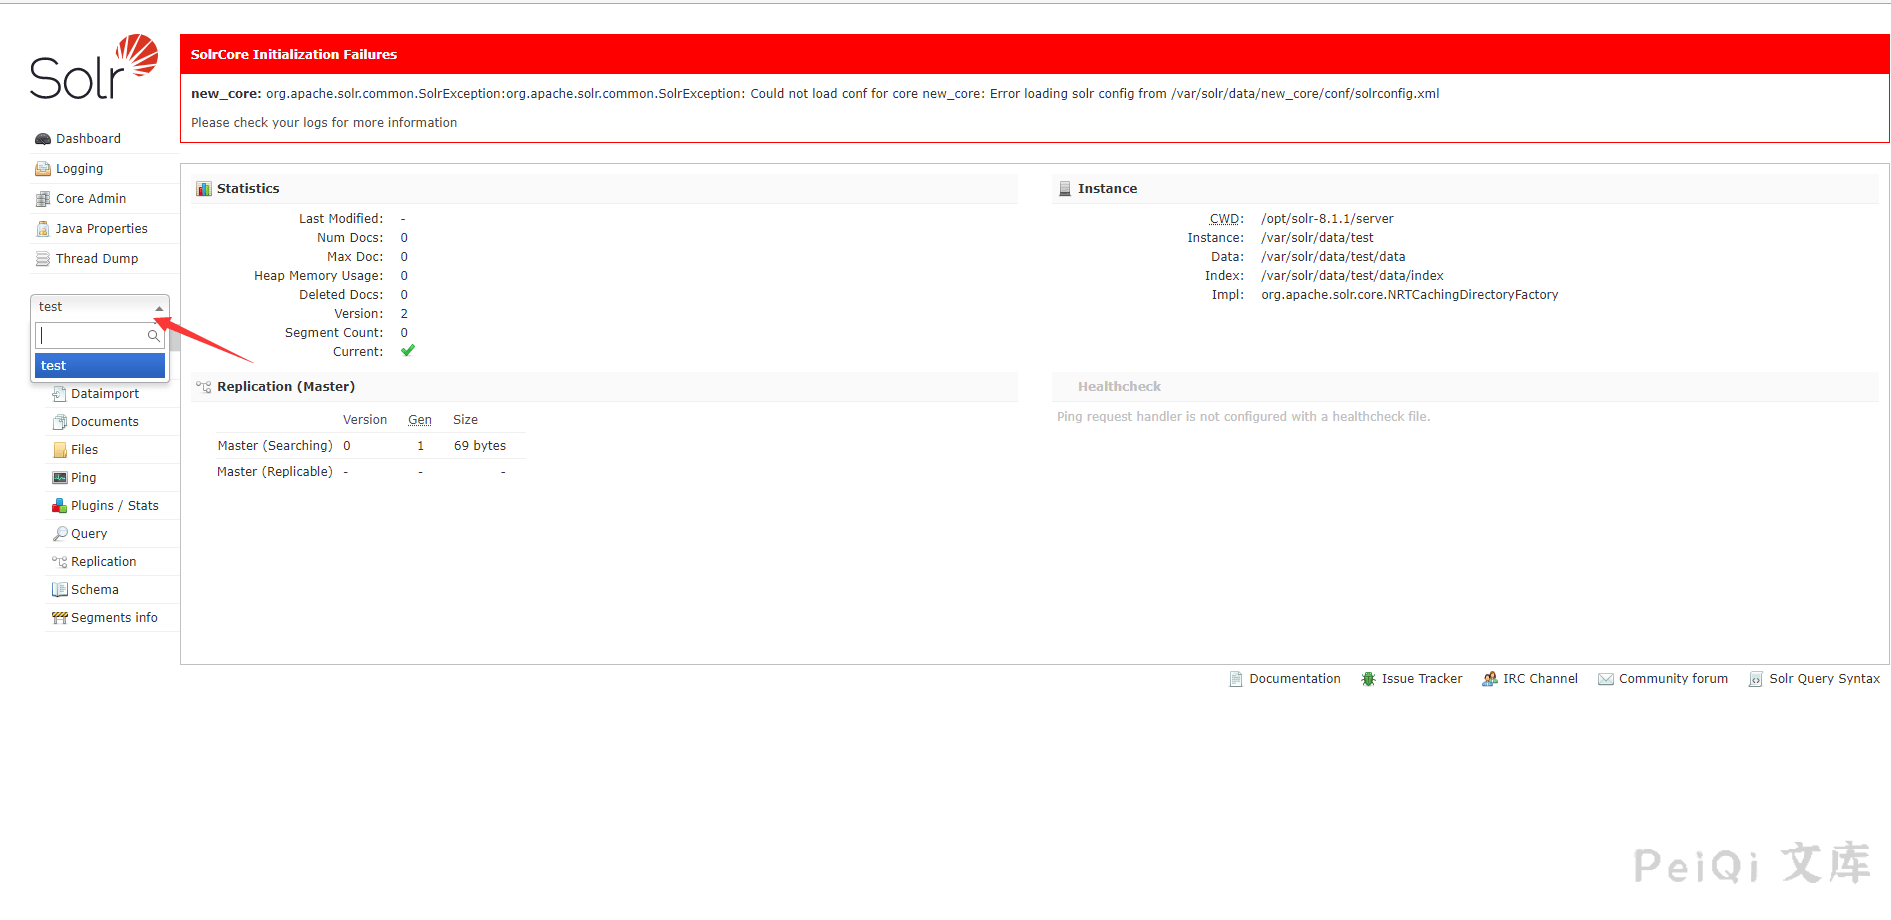 Solr
Dashboard
Logging
Core Admin
Java Properties
Thread Dump
test
test
Dataimport
Documents
Files
Ping
Plugins / Stats
Query
Replication
Schema
Segments info
SolrCore Initialization Failures
new_core: org.apache.solr.common.SolrException:org.apache.solr.common.SolrException: Could not load conf for core new_core: Error loading solr config from /var/solr/data/new_core/conf/solrconfig.xml
Please check your logs for more information
Statistics
Last Modified: -
Num Docs: 0
Max Doc: 0
Heap Memory Usage: 0
Deleted Docs: 0
Version: 2
Segment Count: 0
Current:
Instance
CWD: /opt/solr-8.1.1/server
Instance: /var/solr/data/test
Data: /var/solr/data/test/data
Index: /var/solr/data/test/data/index
Impl: org.apache.solr.core.NRTCachingDirectoryFactory
Replication (Master)
Version Gen Size
Master (Searching) 0 1 69 bytes
Master (Replicable) - - -
Healthcheck
Ping request handler is not configured with a healthcheck file.
Documentation Issue Tracker IRC Channel Community forum Solr Query Syntax
PeiQi 文库